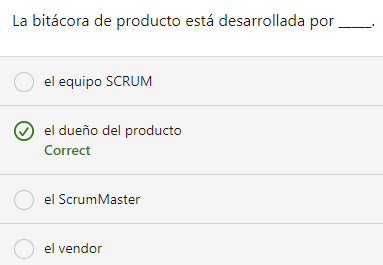 La bitácora de producto está desarrollada por _____.
el equipo SCRUM
el dueño del producto
Correct
el ScrumMaster
el vendor